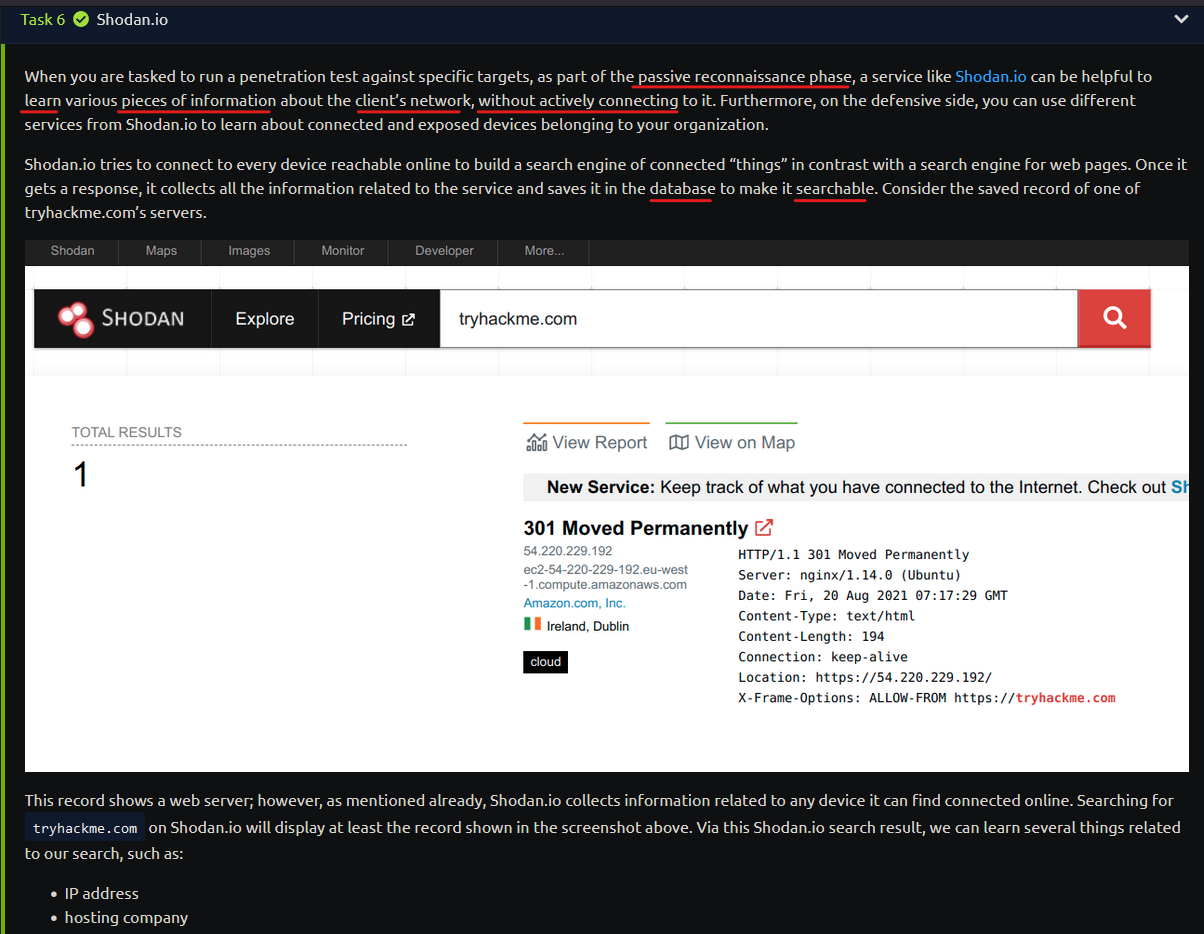 Task 6 Shodan.io
When you are tasked to run a penetration test against specific targets, as part of the passive reconnaissance phase, a service like Shodan.io can be helpful to
learn various pieces of information about the client’s network, without actively connecting to it. Furthermore, on the defensive side, you can use different
services from Shodan.io to learn about connected and exposed devices belonging to your organization.
Shodan.io tries to connect to every device reachable online to build a search engine of connected “things” in contrast with a search engine for web pages. Once it
gets a response, it collects all the information related to the service and saves it in the database to make it searchable. Consider the saved record of one of
tryhackme.com’s servers.
Shodan Maps Images Monitor Developer More...
SHODAN Explore Pricing tryhackme.com
TOTAL RESULTS
1
View Report View on Map
New Service: Keep track of what you have connected to the Internet. Check out Sh
301 Moved Permanently
54.220.229.192
ec2-54-220-229-192.eu-west
-1.compute.amazonaws.com
Amazon.com, Inc.
Ireland, Dublin
cloud
HTTP/1.1 301 Moved Permanently
Server: nginx/1.14.0 (Ubuntu)
Date: Fri, 20 Aug 2021 07:17:29 GMT
Content-Type: text/html
Content-Length: 194
Connection: keep-alive
Location: https://54.220.229.192/
X-Frame-Options: ALLOW-FROM https://tryhackme.com
This record shows a web server; however, as mentioned already, Shodan.io collects information related to any device it can find connected online. Searching for
tryhackme.com on Shodan.io will display at least the record shown in the screenshot above. Via this Shodan.io search result, we can learn several things related
to our search, such as:
• IP address
• hosting company